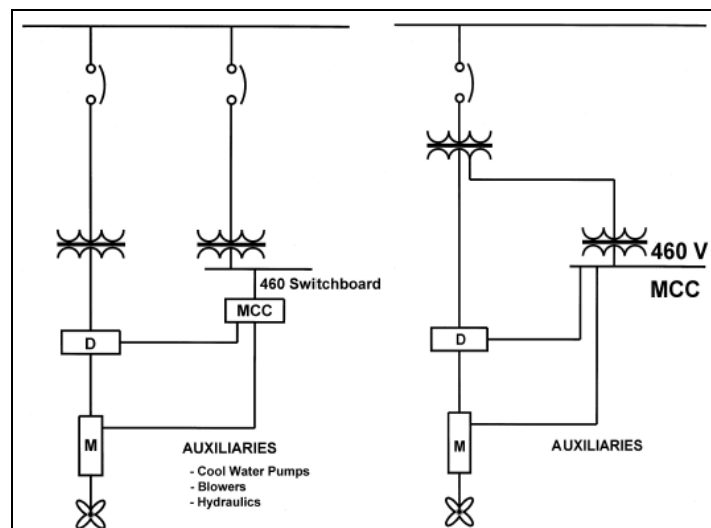 460 Switchboard
MCC
D
M
AUXILIARIES
- Cool Water Pumps
- Blowers
- Hydraulics
460 V
MCC
D
M
AUXILIARIES